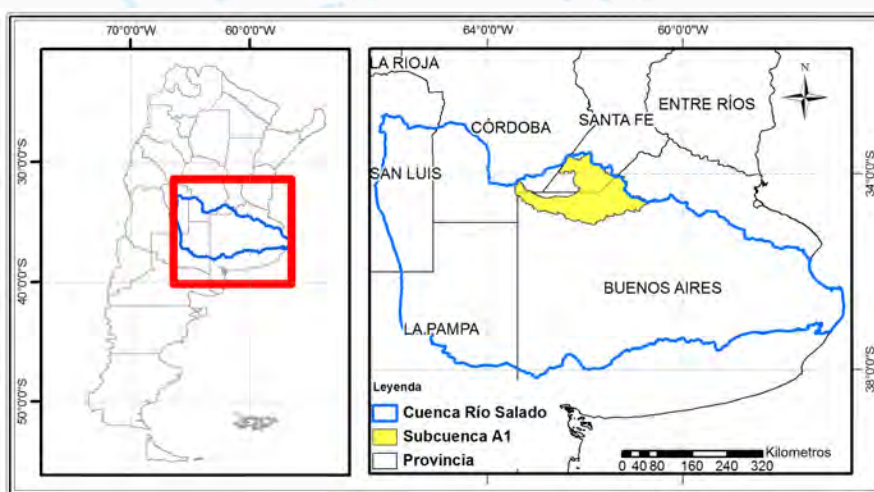 70°0'0"W 60°0'0"W
30°0'0"S
40°0'0"S
50°0'0"S
64°0'0"W 60°0'0"W
N
LA RIOJA
ENTRE RÍOS
SANTA FE
CÓRDOBA
SAN LUIS
34°0'0"S
BUENOS AIRES
LA PAMPA
38°0'0"S
Leyenda
Cuenca Río Salado
Subcuenca A1
Provincia
Kilometros
0 40 80 160 240 320